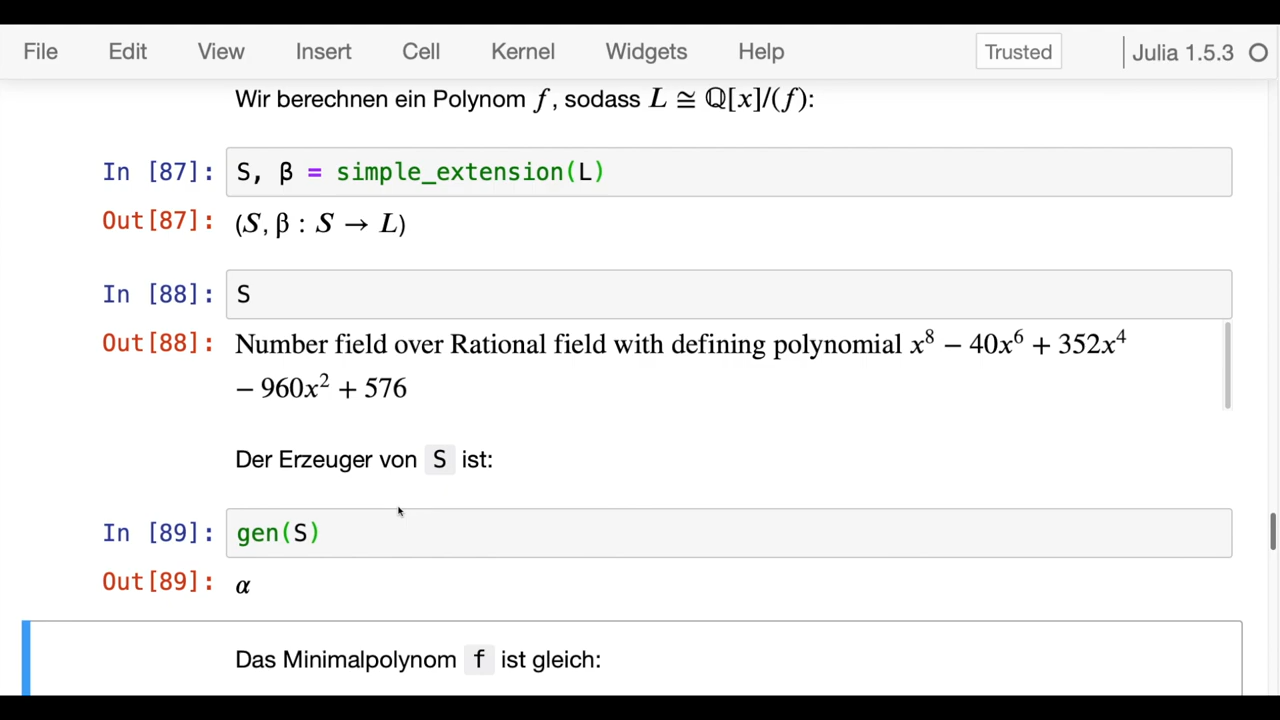 File Edit View Insert Cell Kernel Widgets Help Trusted Julia 1.5.3
Wir berechnen ein Polynom f, sodass L ≅ ℚ[x]/(f):
In [87]: S, β = simple_extension(L)
Out[87]: (S, β : S → L)
In [88]: S
Out[88]: Number field over Rational field with defining polynomial x⁸ − 40x⁶ + 352x⁴
− 960x² + 576
Der Erzeuger von S ist:
In [89]: gen(S)
Out[89]: α
Das Minimalpolynom f ist gleich: